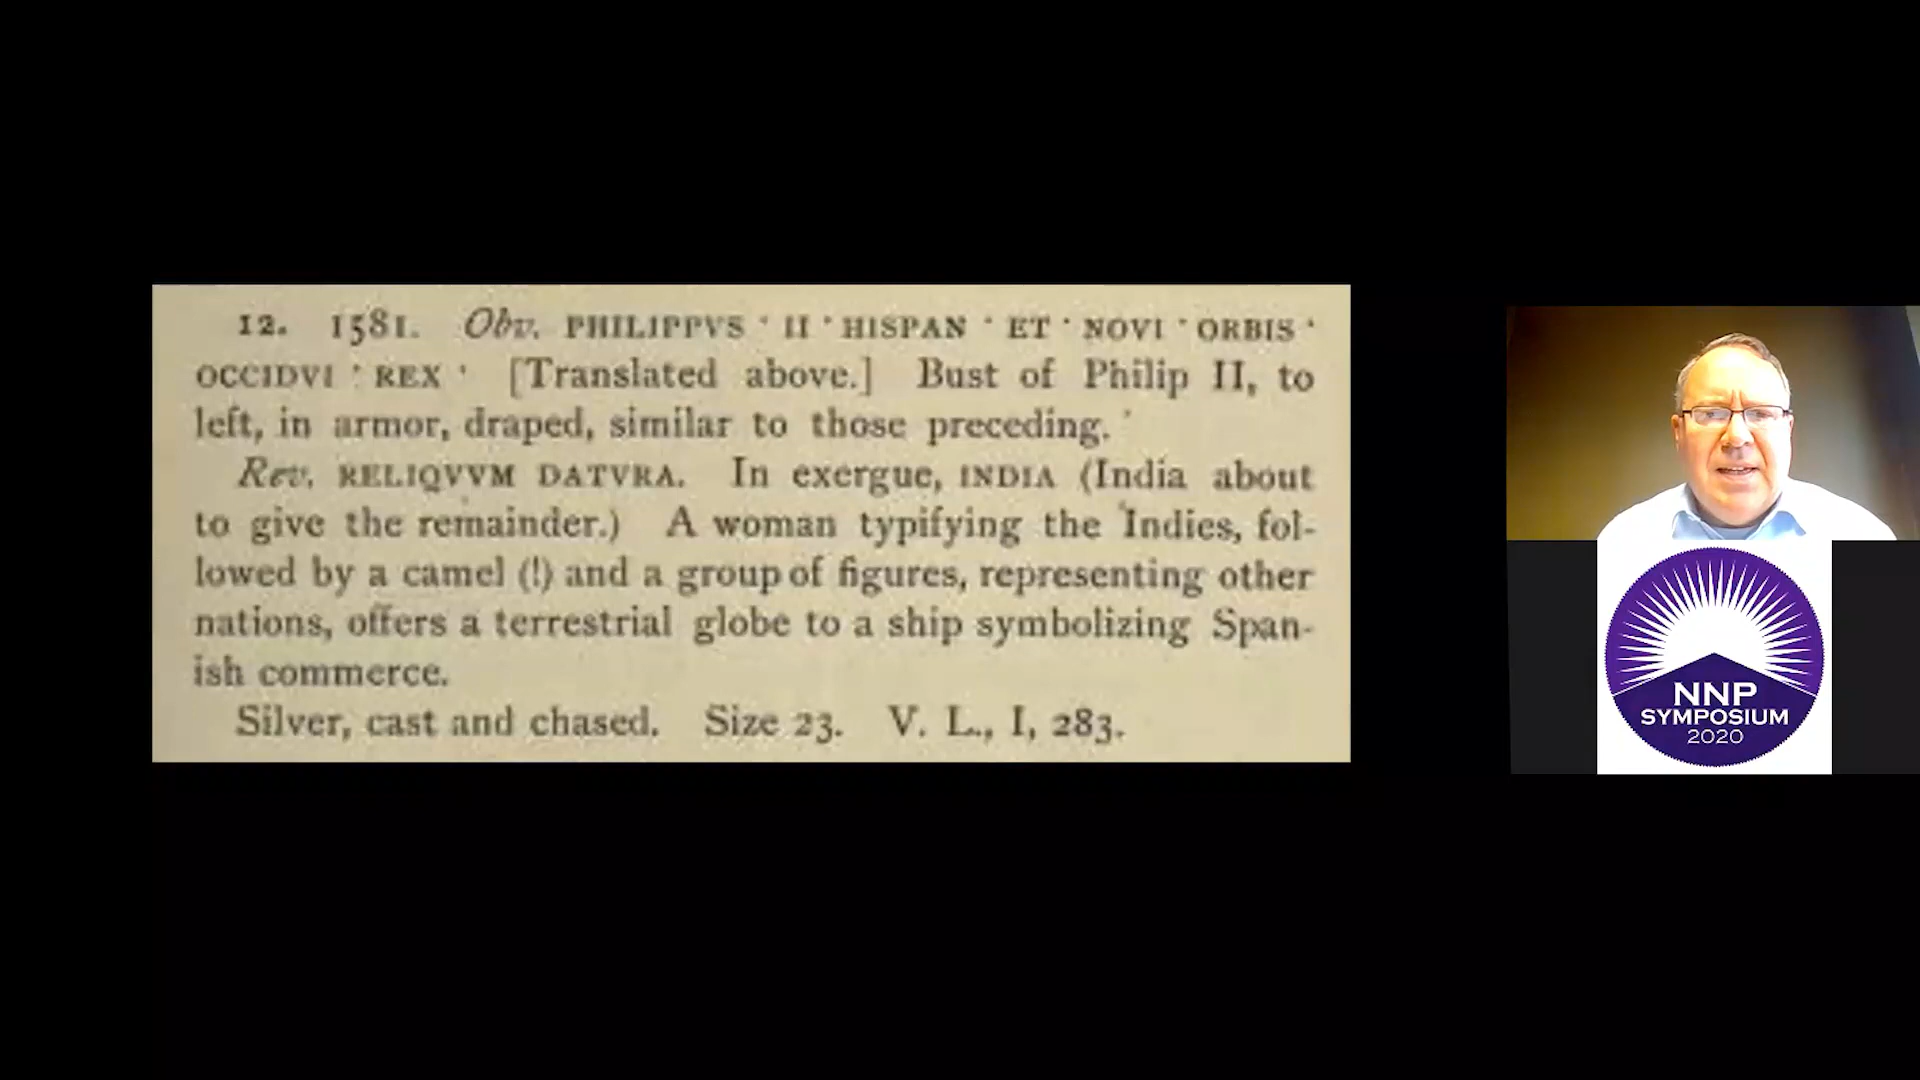 12. 1581. Obv. PHILIPPVS · II · HISPAN · ET · NOVI · ORBIS ·
OCCIDVI · REX · [Translated above.] Bust of Philip II, to
left, in armor, draped, similar to those preceding.
Rev. RELIQVVM DATVRA. In exergue, INDIA (India about
to give the remainder.) A woman typifying the Indies, fol-
lowed by a camel (!) and a group of figures, representing other
nations, offers a terrestrial globe to a ship symbolizing Span-
ish commerce.
Silver, cast and chased. Size 23. V. L., I, 283.
NNP
SYMPOSIUM
2020